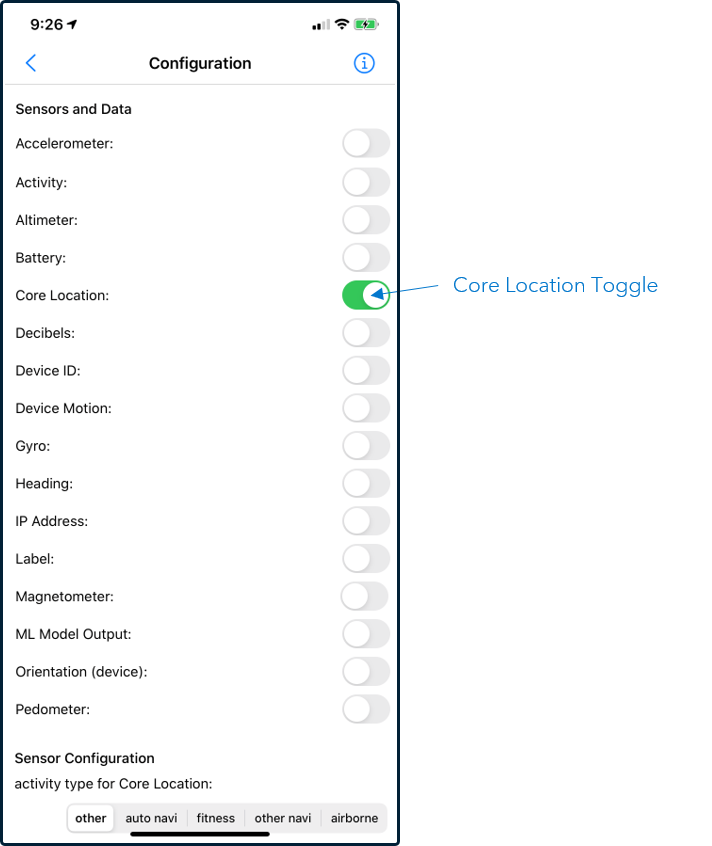 9:26
Configuration
Sensors and Data
Accelerometer:
Activity:
Altimeter:
Battery:
Core Location:
Core Location Toggle
Decibels:
Device ID:
Device Motion:
Gyro:
Heading:
IP Address:
Label:
Magnetometer:
ML Model Output:
Orientation (device):
Pedometer:
Sensor Configuration
activity type for Core Location:
other auto navi fitness other navi airborne